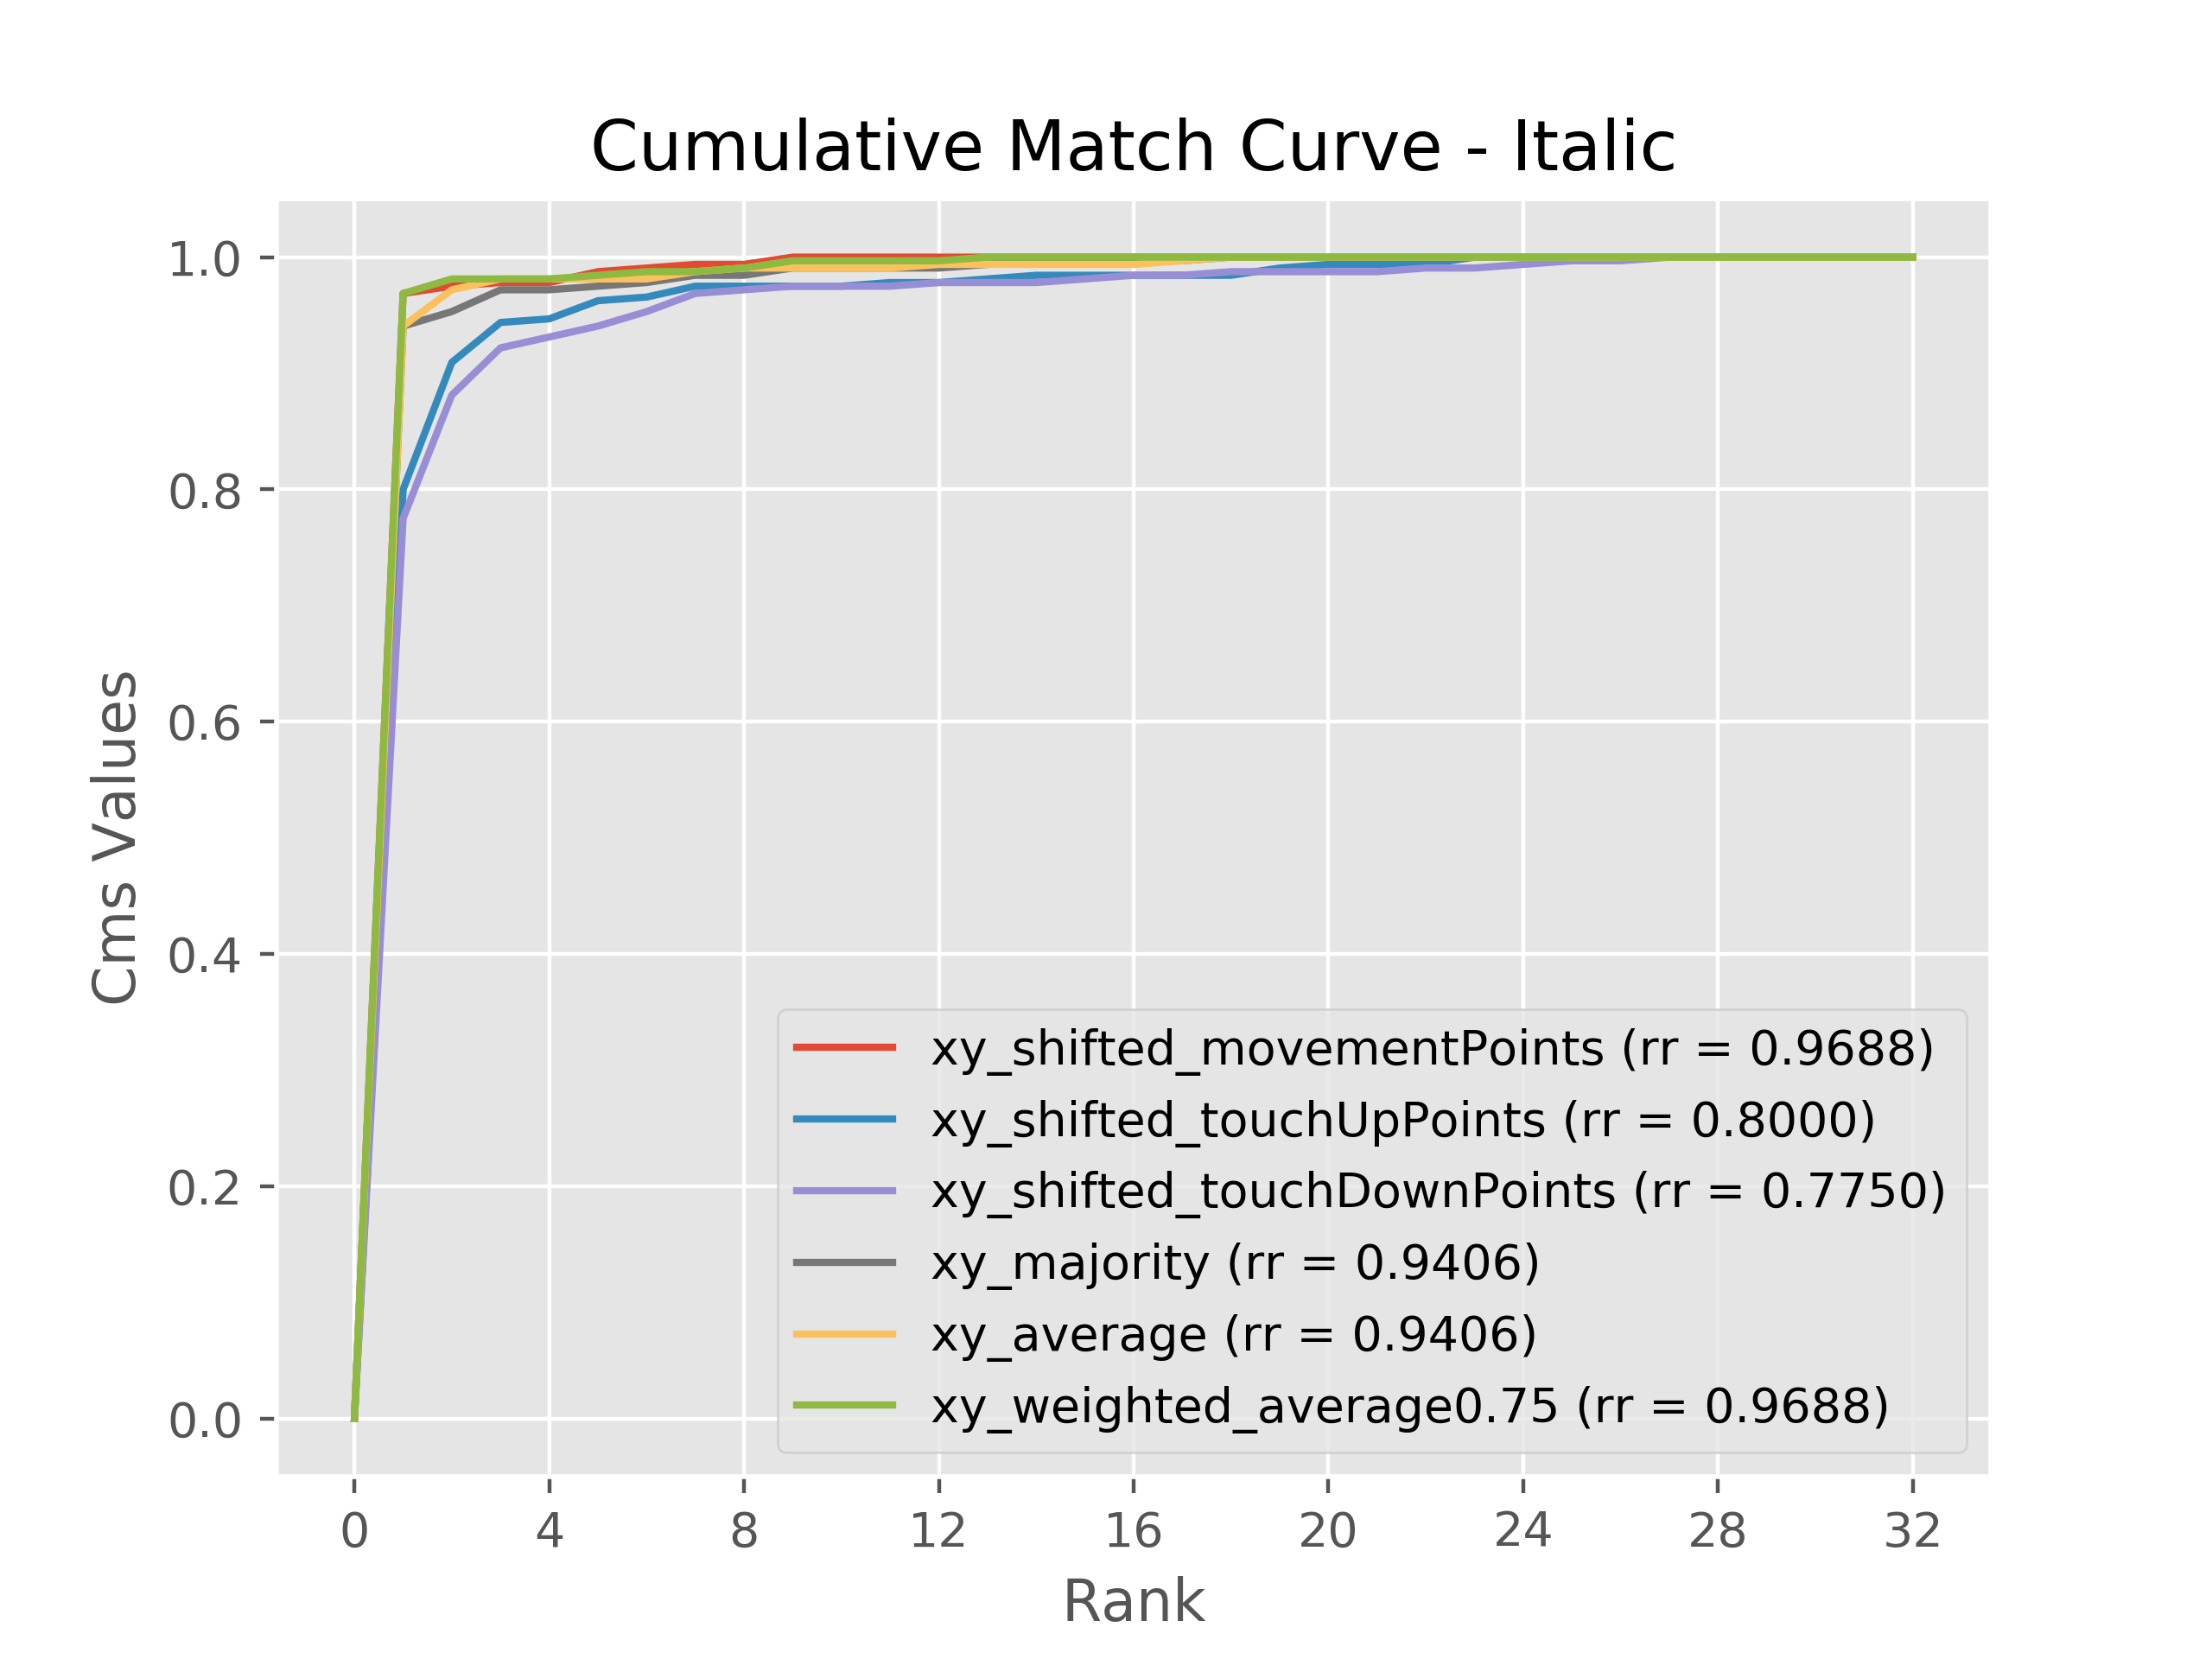 Cumulative Match Curve - Italic
1.0
0.8
0.6
0.4
0.2
0.0
Cms Values
xy_shifted_movementPoints (rr = 0.9688)
xy_shifted_touchUpPoints (rr = 0.8000)
xy_shifted_touchDownPoints (rr = 0.7750)
xy_majority (rr = 0.9406)
xy_average (rr = 0.9406)
xy_weighted_average0.75 (rr = 0.9688)
0 4 8 12 16 20 24 28 32
Rank